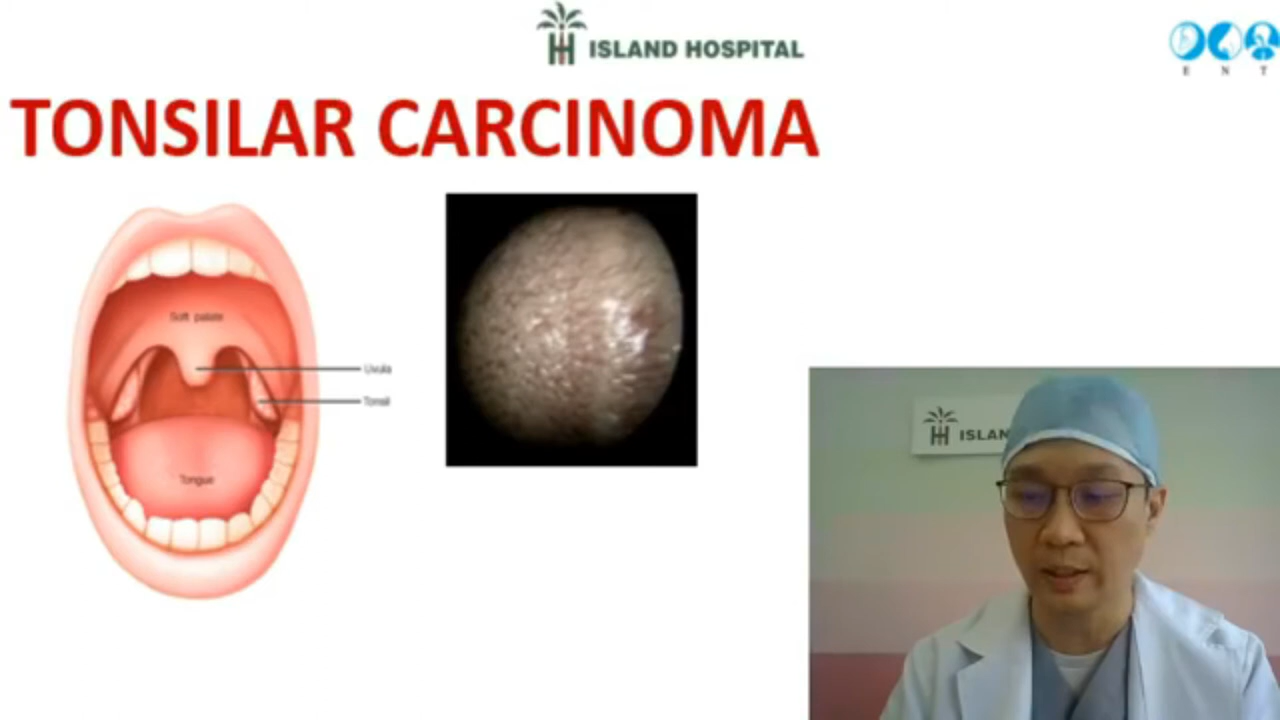 ISLAND HOSPITAL
E N T
TONSILAR CARCINOMA
Soft palate
Uvula
Tonsil
Tongue
ISLAN